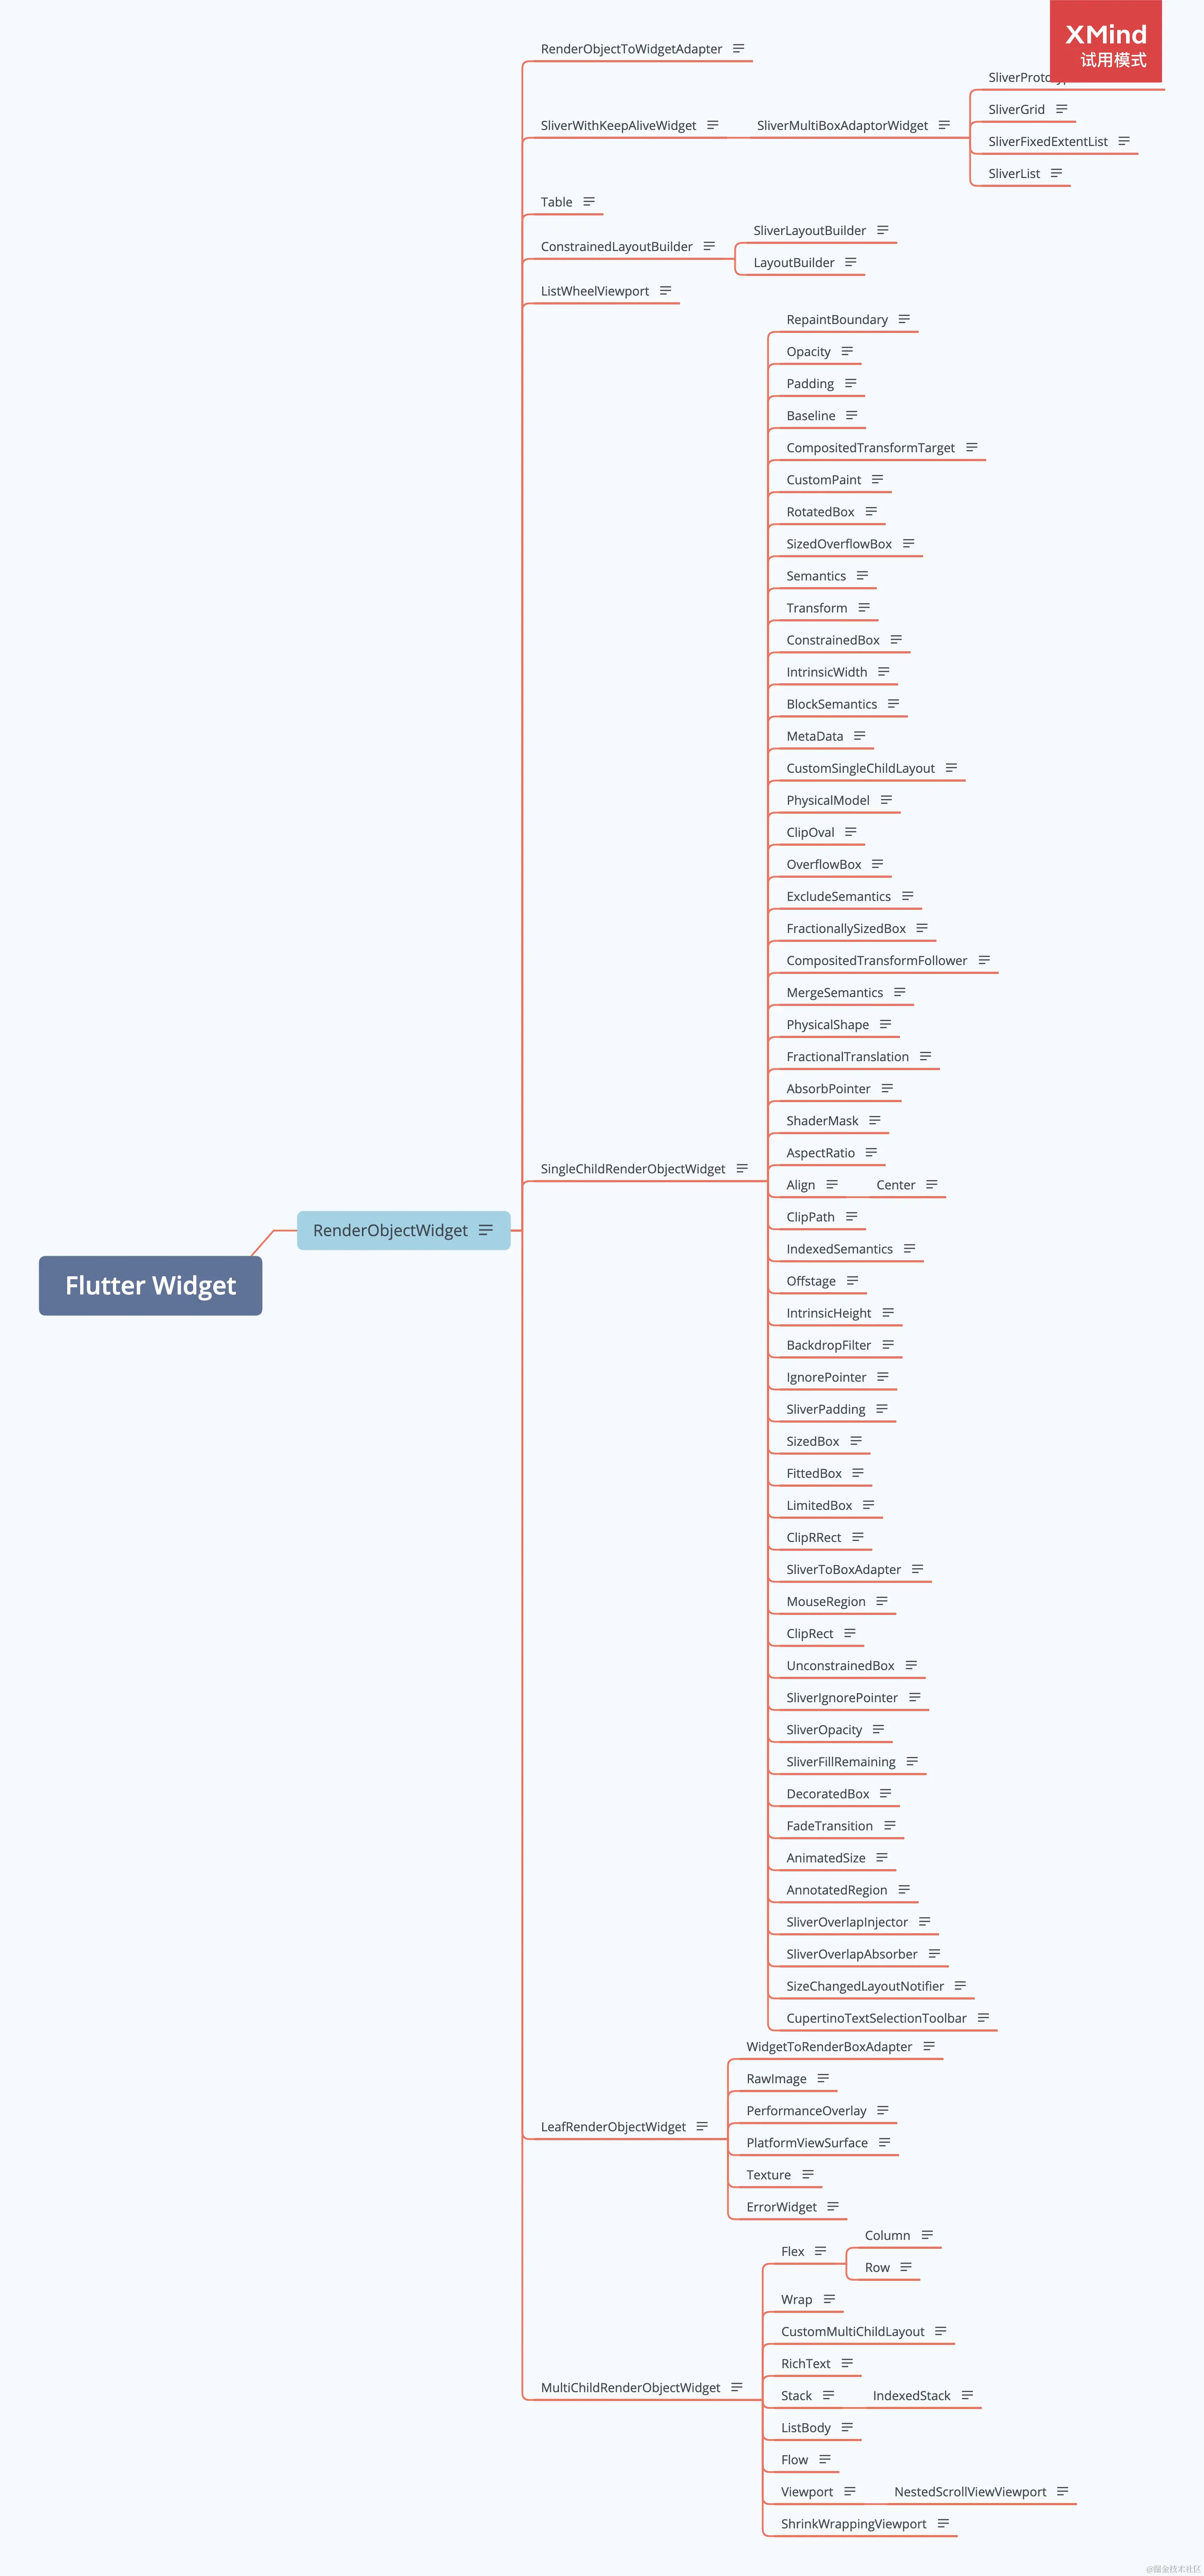 XMind
试用模式
RenderObjectToWidgetAdapter
SliverWithKeepAliveWidget
SliverMultiBoxAdaptorWidget
SliverGrid
SliverFixedExtentList
SliverList
Table
ConstrainedLayoutBuilder
SliverLayoutBuilder
LayoutBuilder
ListWheelViewport
Flutter Widget
RenderObjectWidget
SingleChildRenderObjectWidget
RepaintBoundary
Opacity
Padding
Baseline
CompositedTransformTarget
CustomPaint
RotatedBox
SizedOverflowBox
Semantics
Transform
ConstrainedBox
IntrinsicWidth
BlockSemantics
MetaData
CustomSingleChildLayout
PhysicalModel
ClipOval
OverflowBox
ExcludeSemantics
FractionallySizedBox
CompositedTransformFollower
MergeSemantics
PhysicalShape
FractionalTranslation
AbsorbPointer
ShaderMask
AspectRatio
Align
Center
ClipPath
IndexedSemantics
Offstage
IntrinsicHeight
BackdropFilter
IgnorePointer
SliverPadding
SizedBox
FittedBox
LimitedBox
ClipRRect
SliverToBoxAdapter
MouseRegion
ClipRect
UnconstrainedBox
SliverIgnorePointer
SliverOpacity
SliverFillRemaining
DecoratedBox
FadeTransition
AnimatedSize
AnnotatedRegion
SliverOverlapInjector
SliverOverlapAbsorber
SizeChangedLayoutNotifier
CupertinoTextSelectionToolbar
LeafRenderObjectWidget
WidgetToRenderBoxAdapter
RawImage
PerformanceOverlay
PlatformViewSurface
Texture
ErrorWidget
MultiChildRenderObjectWidget
Flex
Column
Row
Wrap
CustomMultiChildLayout
RichText
Stack
IndexedStack
ListBody
Flow
Viewport
NestedScrollViewViewport
ShrinkWrappingViewport
@掘金技术社区